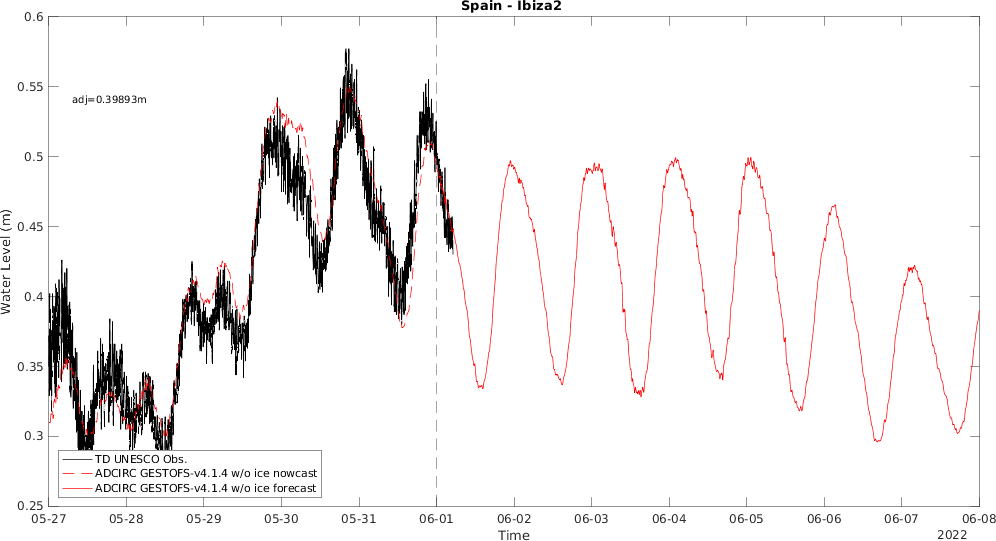 Spain - Ibiza2
0.6
0.55
0.5
0.45
0.4
0.35
0.3
0.25
Water Level (m)
adj=0.39893m
TD UNESCO Obs.
ADCIRC GESTOFS-v4.1.4 w/o ice nowcast
ADCIRC GESTOFS-v4.1.4 w/o ice forecast
05-27 05-28 05-29 05-30 05-31 06-01 06-02 06-03 06-04 06-05 06-06 06-07 06-08
Time
2022